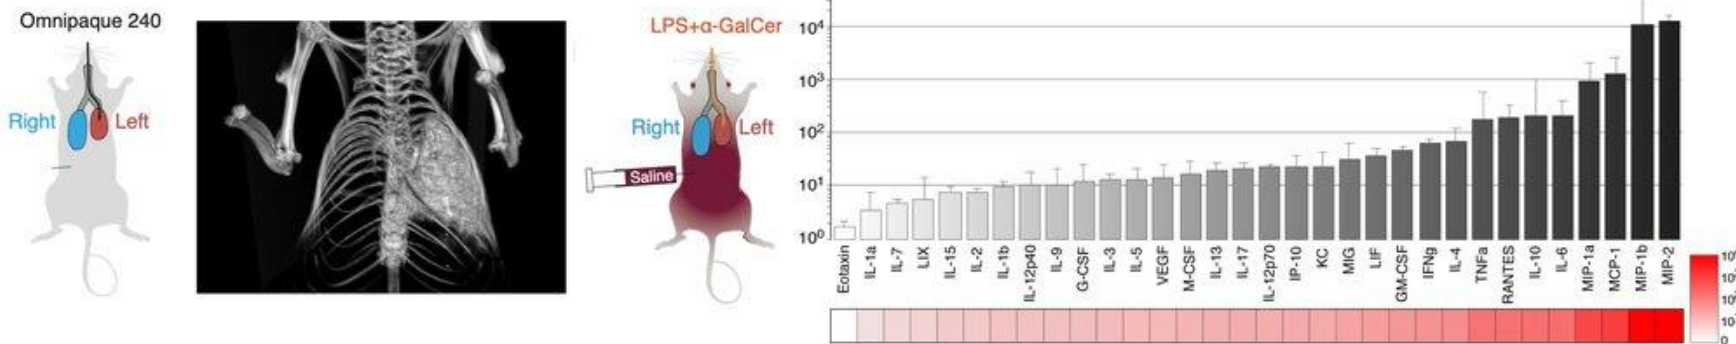 Omnipaque 240
Right
Left
LPS+α-GalCer
Right
Left
Saline
10⁴
10³
10²
10¹
10⁰
Eotaxin
IL-1a
IL-7
LIX
IL-15
IL-2
IL-1b
IL-12p40
IL-9
G-CSF
IL-3
IL-5
VEGF
M-CSF
IL-13
IL-17
IL-12p70
IP-10
KC
MIG
LIF
GM-CSF
IFNg
IL-4
TNFa
RANTES
IL-10
IL-6
MIP-1a
MCP-1
MIP-1b
MIP-2